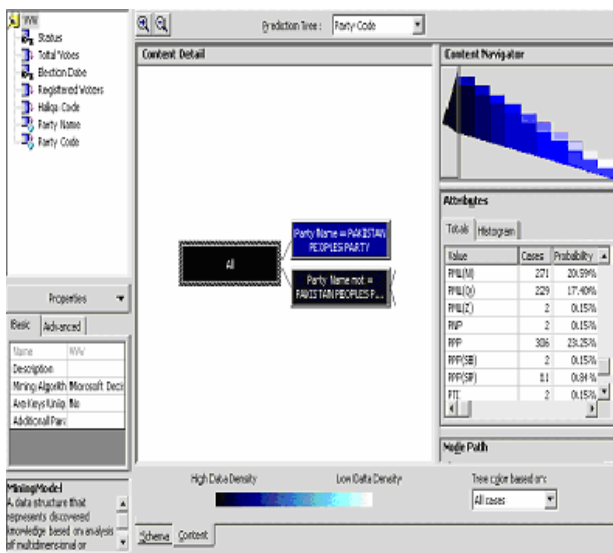 Prediction Tree : Party Code
Status
Total Votes
Election Date
Registered Voters
Halqa Code
Party Name
Party Code
Content Detail
Party Name = PAKISTAN
PEOPLES PARTY
All
Party Name not =
PAKISTAN PEOPLES P...
Content Navigator
Attributes
Totals Histogram
Value Cases Probability
PML(N) 271 20.59%
PML(Q) 229 17.40%
PML(Z) 2 0.15%
PNP 2 0.15%
PPP 306 23.25%
PPP(SB) 2 0.15%
PPP(SP) 11 0.84%
PTI 2 0.15%
Node Path
Properties
Basic Advanced
Name
Description
Mining Algorith Microsoft Decis
Are Keys Uniq No
Additional Para
MiningModel
A data structure that
represents discovered
knowledge based on analysis
of multidimensional or
High Data Density Low Data Density
Tree color based on:
All cases
Schema Content